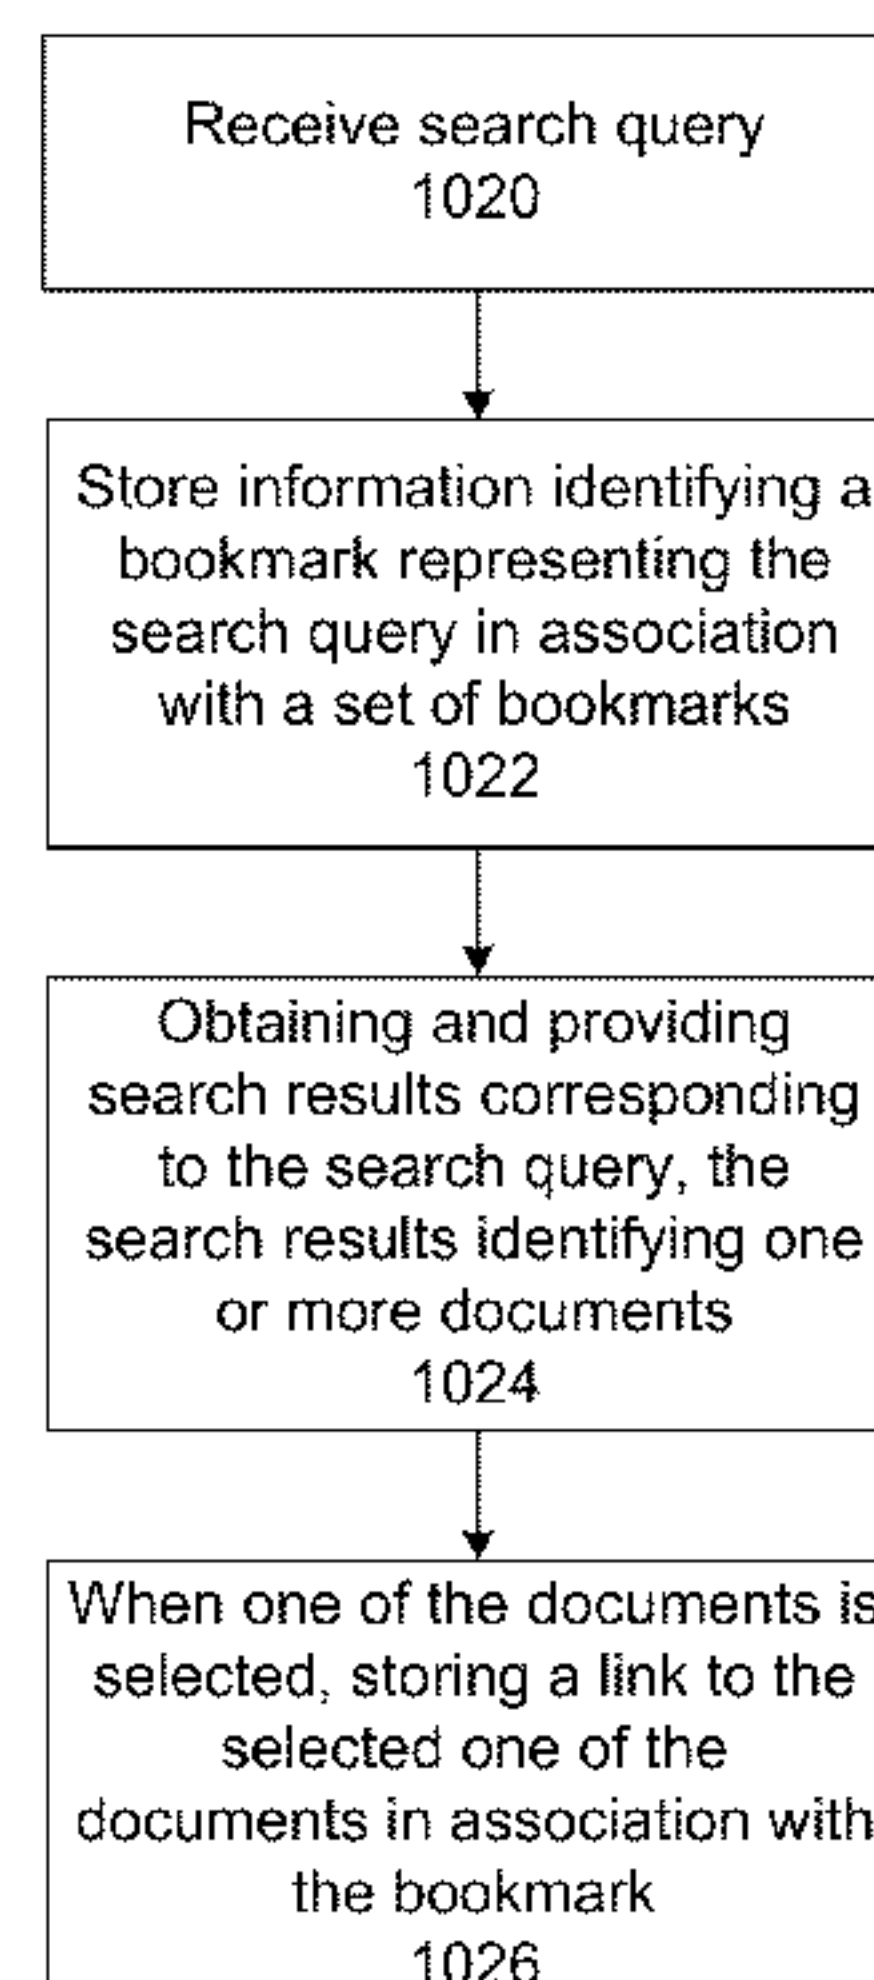 Receive search query
1020
Store information identifying a
bookmark representing the
search query in association
with a set of bookmarks
1022
Obtaining and providing
search results corresponding
to the search query, the
search results identifying one
or more documents
1024
When one of the documents is
selected, storing a link to the
selected one of the
documents in association with
the bookmark
1026